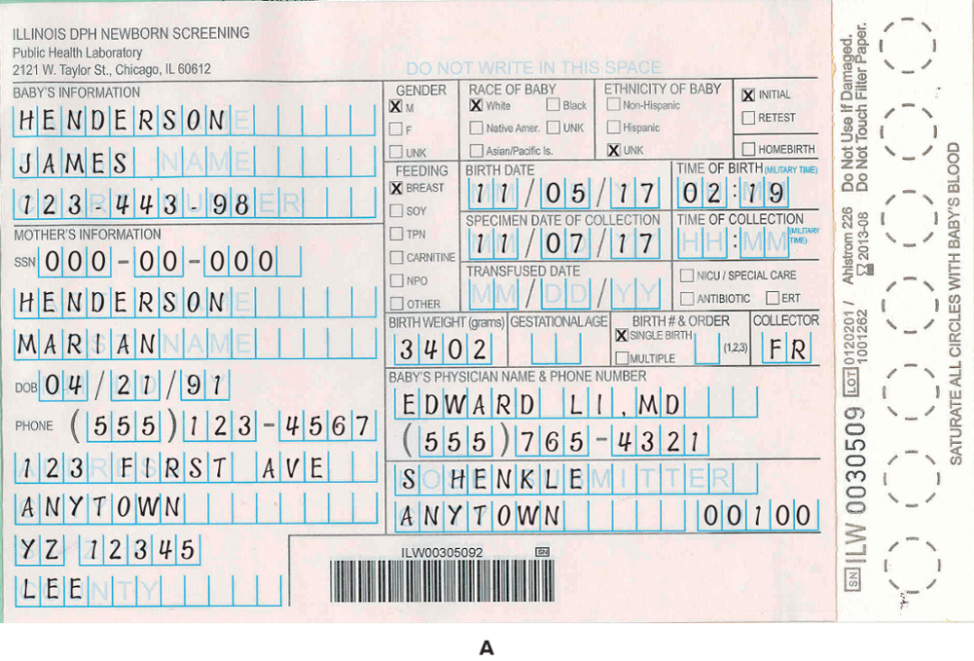 ILLINOIS DPH NEWBORN SCREENING
Public Health Laboratory
2121 W. Taylor St., Chicago, IL 60612
DO NOT WRITE IN THIS SPACE
BABY'S INFORMATION
HENDERSON
JAMES
123-443-98
MOTHER'S INFORMATION
SSN 000-00-000
HENDERSON
MARIAN
DOB 04/21/91
PHONE (555)123-4567
123 FIRST AVE
ANYTOWN
YZ 12345
LEE
GENDER
X M
F
UNK
RACE OF BABY
X White Black
Native Amer. UNK
Asian/Pacific Is.
ETHNICITY OF BABY
Non-Hispanic
Hispanic
X UNK
X INITIAL
RETEST
HOMEBIRTH
FEEDING
X BREAST
SOY
TPN
CARNITINE
NPO
OTHER
BIRTH DATE
11/05/17
TIME OF BIRTH (MILITARY TIME)
02:19
SPECIMEN DATE OF COLLECTION
11/07/17
TIME OF COLLECTION
HH:MM (MILITARY TIME)
TRANSFUSED DATE
MM/DD/YY
NICU / SPECIAL CARE
ANTIBIOTIC ERT
BIRTH WEIGHT (grams)
3402
GESTATIONAL AGE
BIRTH # & ORDER
X SINGLE BIRTH
MULTIPLE (1,2,3)
COLLECTOR
FR
BABY'S PHYSICIAN NAME & PHONE NUMBER
EDWARD LI, MD
(555)765-4321
S HENKLE
ANYTOWN 00100
ILW00305092 SN
SN ILW 0030509 LOT 0120201 / 1001262 Ahlstrom 226 2013-08
Do Not Use If Damaged.
Do Not Touch Filter Paper.
SATURATE ALL CIRCLES WITH BABY'S BLOOD
A